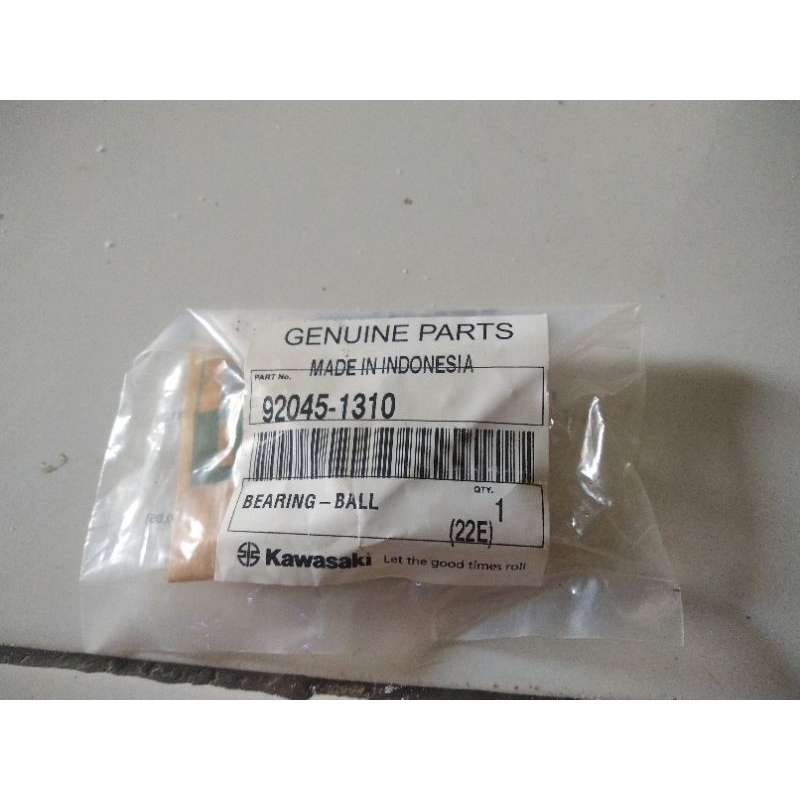 GENUINE PARTS
MADE IN INDONESIA
PART No.
92045-1310
BEARING-BALL
QTY.
1
(22E)
Kawasaki Let the good times roll